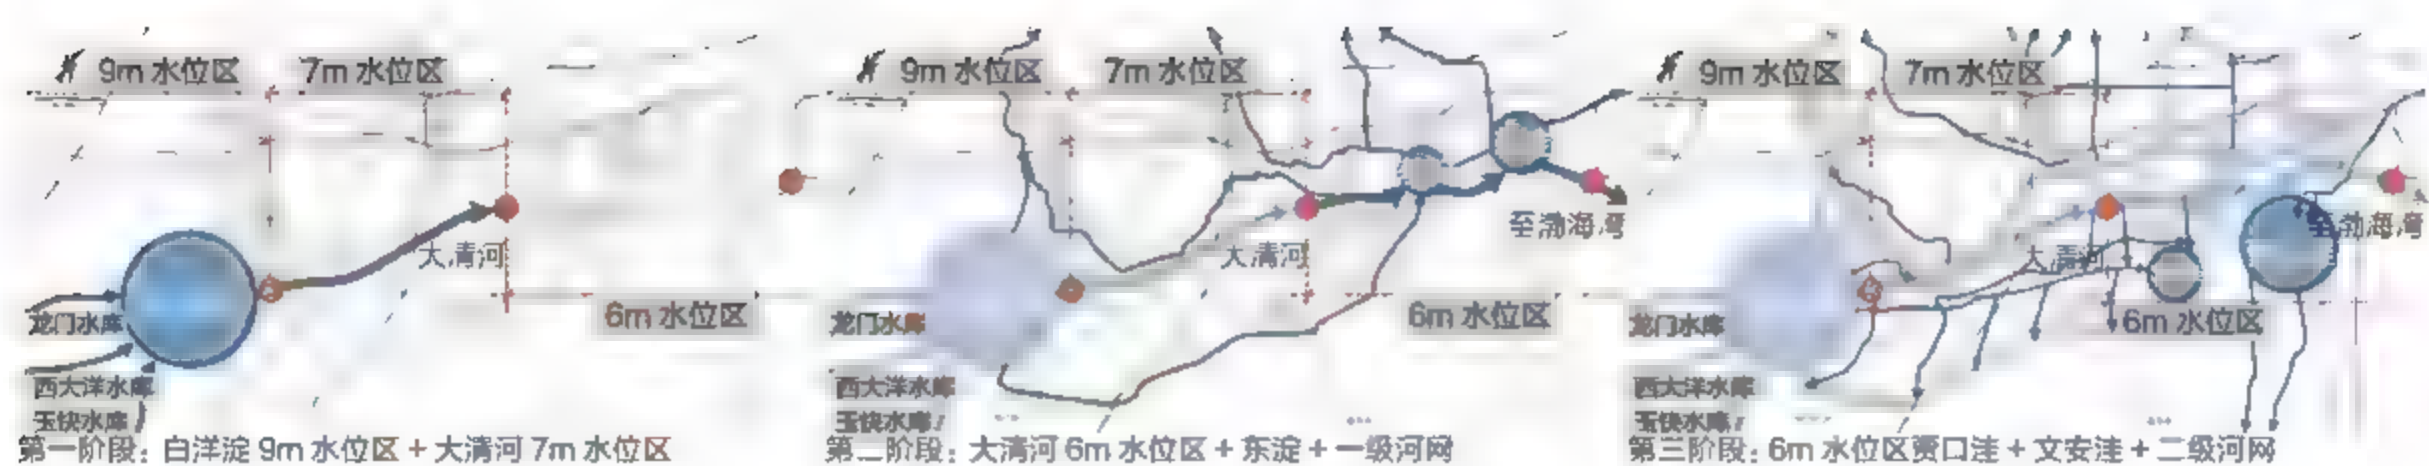 9m 水位区
7m 水位区
大清河
6m 水位区
龙门水库
西大洋水库
玉快水库
第一阶段：白洋淀 9m 水位区 + 大清河 7m 水位区
9m 水位区
7m 水位区
至渤海湾
大清河
6m 水位区
龙门水库
西大洋水库
玉快水库
第二阶段：大清河 6m 水位区 + 东淀 + 一级河网
9m 水位区
7m 水位区
至渤海湾
大清河
6m 水位区
龙门水库
西大洋水库
玉快水库
第三阶段：6m 水位区贾口洼 + 文安洼 + 二级河网